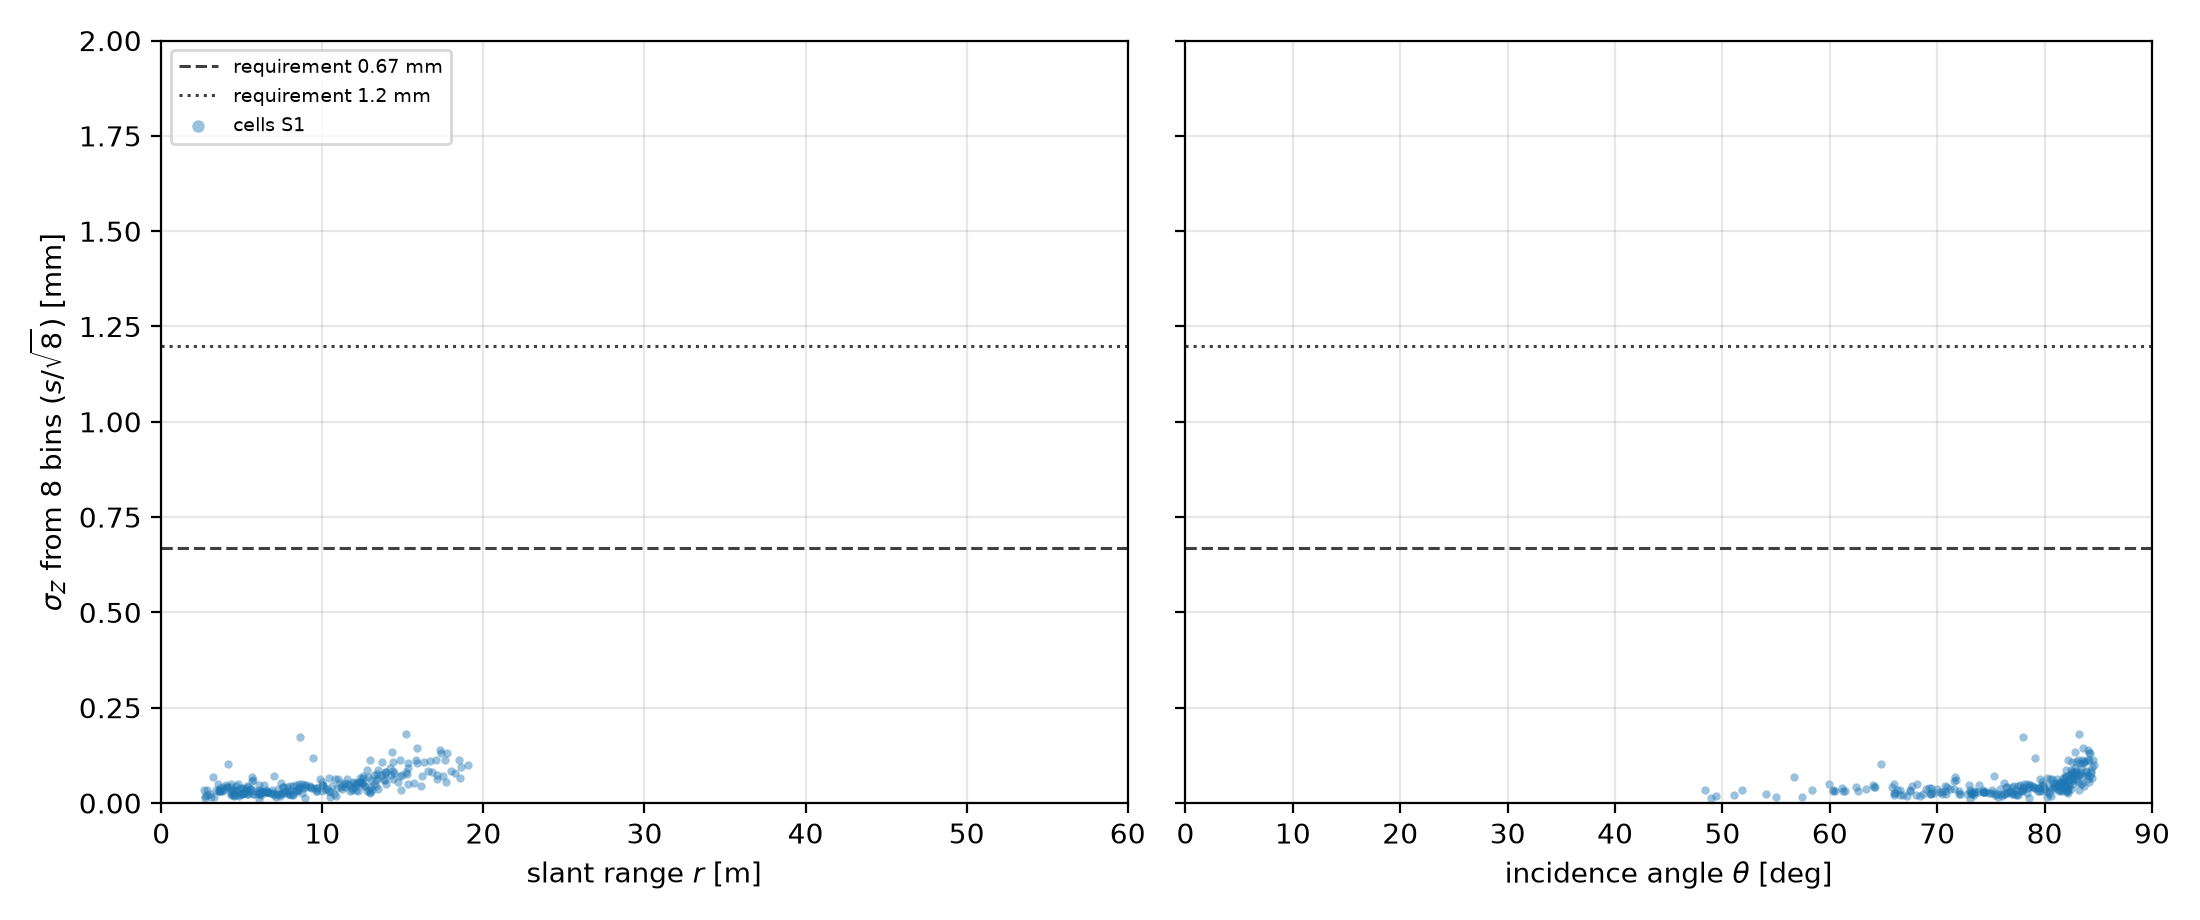 2.00
1.75
1.50
1.25
1.00
0.75
0.50
0.25
0.00
σ_Z from 8 bins (s/√8) [mm]
requirement 0.67 mm
requirement 1.2 mm
cells S1
0 10 20 30 40 50 60
slant range r [m]
0 10 20 30 40 50 60 70 80 90
incidence angle θ [deg]